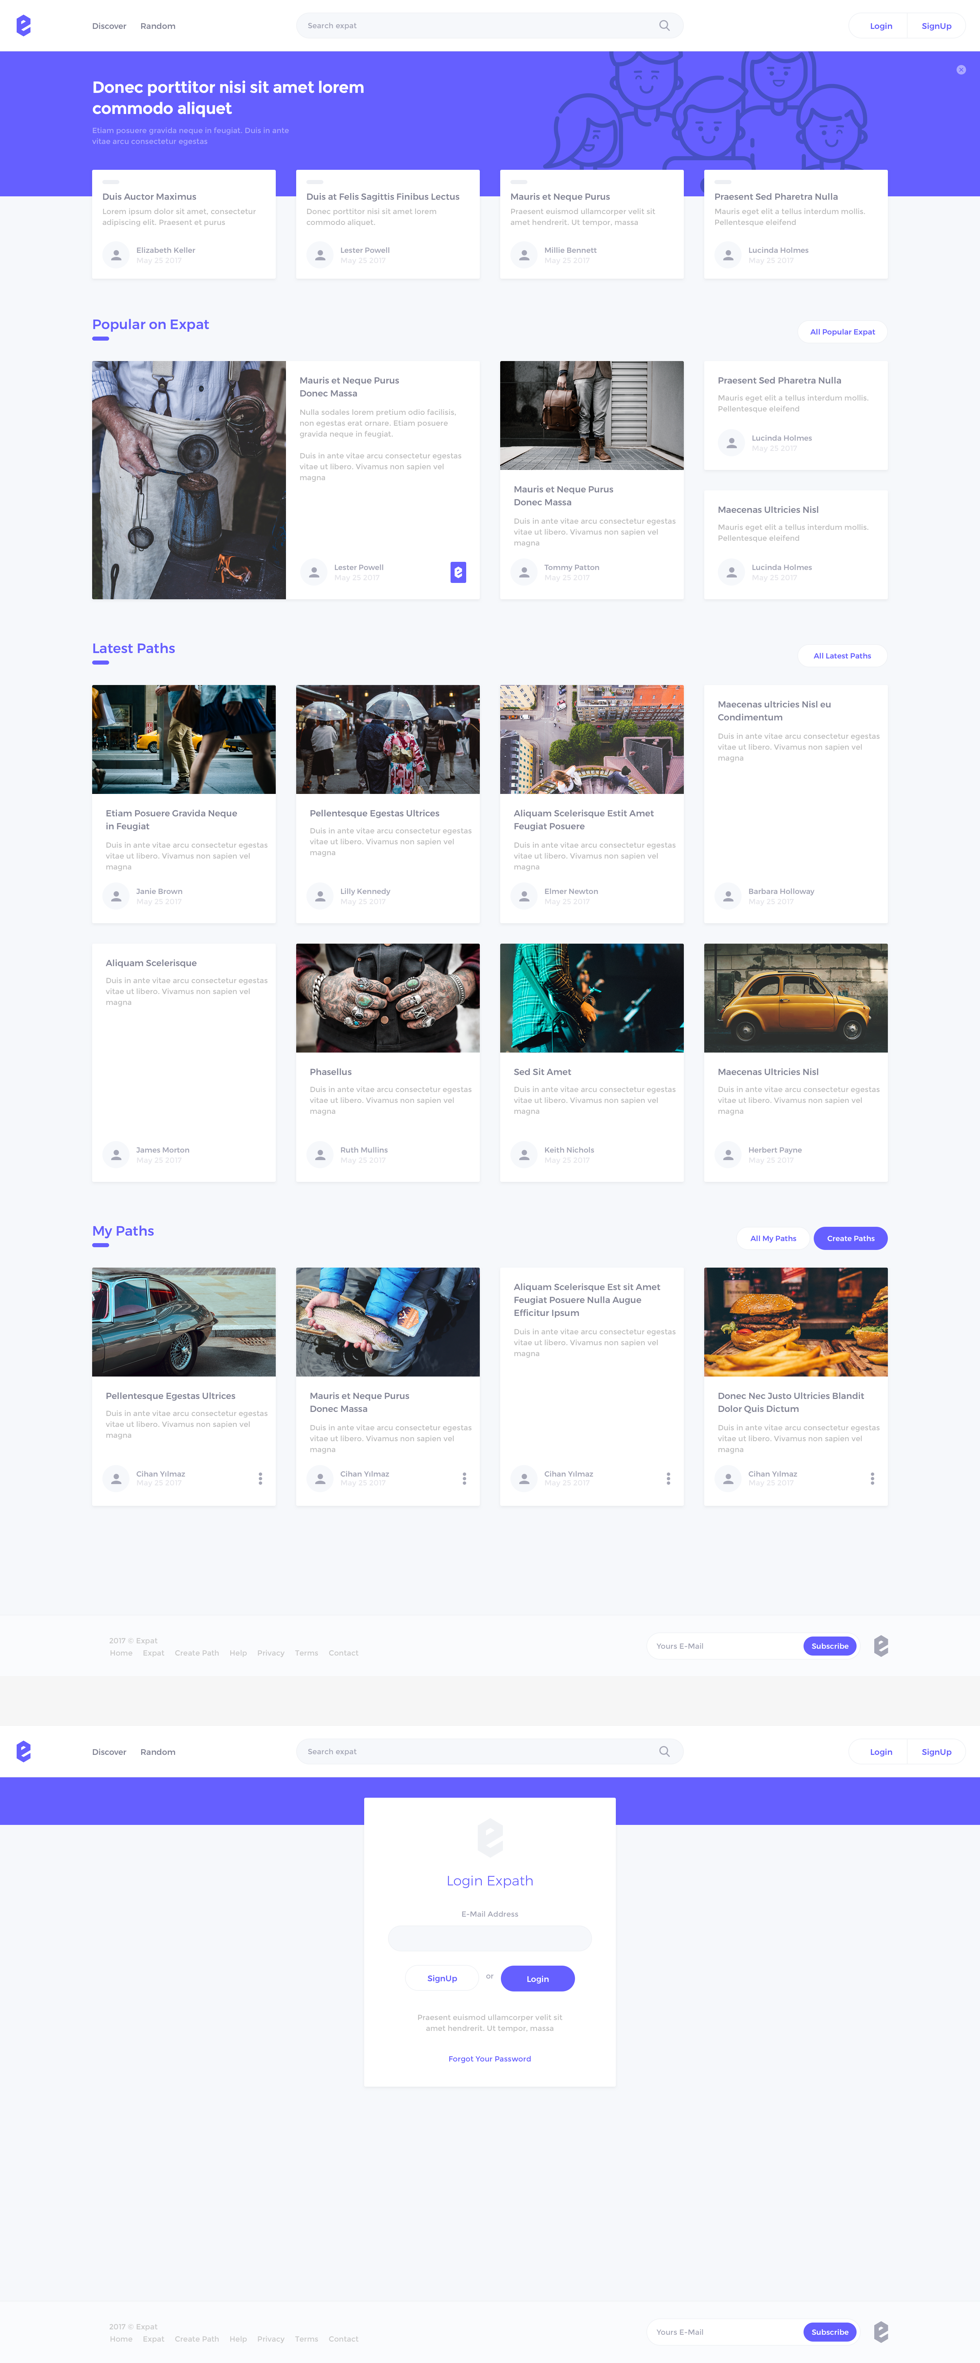 Discover Random Search expat Login SignUp
Donec porttitor nisi sit amet lorem
commodo aliquet
Etiam posuere gravida neque in feugiat. Duis in ante
vitae arcu consectetur egestas
Duis Auctor Maximus
Lorem ipsum dolor sit amet, consectetur
adipiscing elit. Praesent et purus
Elizabeth Keller
May 25 2017
Duis at Felis Sagittis Finibus Lectus
Donec porttitor nisi sit amet lorem
commodo aliquet.
Lester Powell
May 25 2017
Mauris et Neque Purus
Praesent euismod ullamcorper velit sit
amet hendrerit. Ut tempor, massa
Millie Bennett
May 25 2017
Praesent Sed Pharetra Nulla
Mauris eget elit a tellus interdum mollis.
Pellentesque eleifend
Lucinda Holmes
May 25 2017
Popular on Expat
All Popular Expat
Mauris et Neque Purus
Donec Massa
Nulla sodales lorem pretium odio facilisis,
non egestas erat ornare. Etiam posuere
gravida neque in feugiat.
Duis in ante vitae arcu consectetur egestas
vitae ut libero. Vivamus non sapien vel
magna
Lester Powell
May 25 2017
Mauris et Neque Purus
Donec Massa
Duis in ante vitae arcu consectetur egestas
vitae ut libero. Vivamus non sapien vel
magna
Tommy Patton
May 25 2017
Praesent Sed Pharetra Nulla
Mauris eget elit a tellus interdum mollis.
Pellentesque eleifend
Lucinda Holmes
May 25 2017
Maecenas Ultricies Nisl
Mauris eget elit a tellus interdum mollis.
Pellentesque eleifend
Lucinda Holmes
May 25 2017
Latest Paths
All Latest Paths
Etiam Posuere Gravida Neque
in Feugiat
Duis in ante vitae arcu consectetur egestas
vitae ut libero. Vivamus non sapien vel
magna
Janie Brown
May 25 2017
Pellentesque Egestas Ultrices
Duis in ante vitae arcu consectetur egestas
vitae ut libero. Vivamus non sapien vel
magna
Lilly Kennedy
May 25 2017
Aliquam Scelerisque Estit Amet
Feugiat Posuere
Duis in ante vitae arcu consectetur egestas
vitae ut libero. Vivamus non sapien vel
magna
Elmer Newton
May 25 2017
Maecenas ultricies Nisl eu
Condimentum
Duis in ante vitae arcu consectetur egestas
vitae ut libero. Vivamus non sapien vel
magna
Barbara Holloway
May 25 2017
Aliquam Scelerisque
Duis in ante vitae arcu consectetur egestas
vitae ut libero. Vivamus non sapien vel
magna
James Morton
May 25 2017
Phasellus
Duis in ante vitae arcu consectetur egestas
vitae ut libero. Vivamus non sapien vel
magna
Ruth Mullins
May 25 2017
Sed Sit Amet
Duis in ante vitae arcu consectetur egestas
vitae ut libero. Vivamus non sapien vel
magna
Keith Nichols
May 25 2017
Maecenas Ultricies Nisl
Duis in ante vitae arcu consectetur egestas
vitae ut libero. Vivamus non sapien vel
magna
Herbert Payne
May 25 2017
My Paths
All My Paths Create Paths
Pellentesque Egestas Ultrices
Duis in ante vitae arcu consectetur egestas
vitae ut libero. Vivamus non sapien vel
magna
Cihan Yılmaz
May 25 2017
Mauris et Neque Purus
Donec Massa
Duis in ante vitae arcu consectetur egestas
vitae ut libero. Vivamus non sapien vel
magna
Cihan Yılmaz
May 25 2017
Aliquam Scelerisque Est sit Amet
Feugiat Posuere Nulla Augue
Efficitur Ipsum
Duis in ante vitae arcu consectetur egestas
vitae ut libero. Vivamus non sapien vel
magna
Cihan Yılmaz
May 25 2017
Donec Nec Justo Ultricies Blandit
Dolor Quis Dictum
Duis in ante vitae arcu consectetur egestas
vitae ut libero. Vivamus non sapien vel
magna
Cihan Yılmaz
May 25 2017
2017 © Expat
Home Expat Create Path Help Privacy Terms Contact
Yours E-Mail Subscribe
Discover Random Search expat Login SignUp
Login Expath
E-Mail Address
SignUp or Login
Praesent euismod ullamcorper velit sit
amet hendrerit. Ut tempor, massa
Forgot Your Password
2017 © Expat
Home Expat Create Path Help Privacy Terms Contact
Yours E-Mail Subscribe